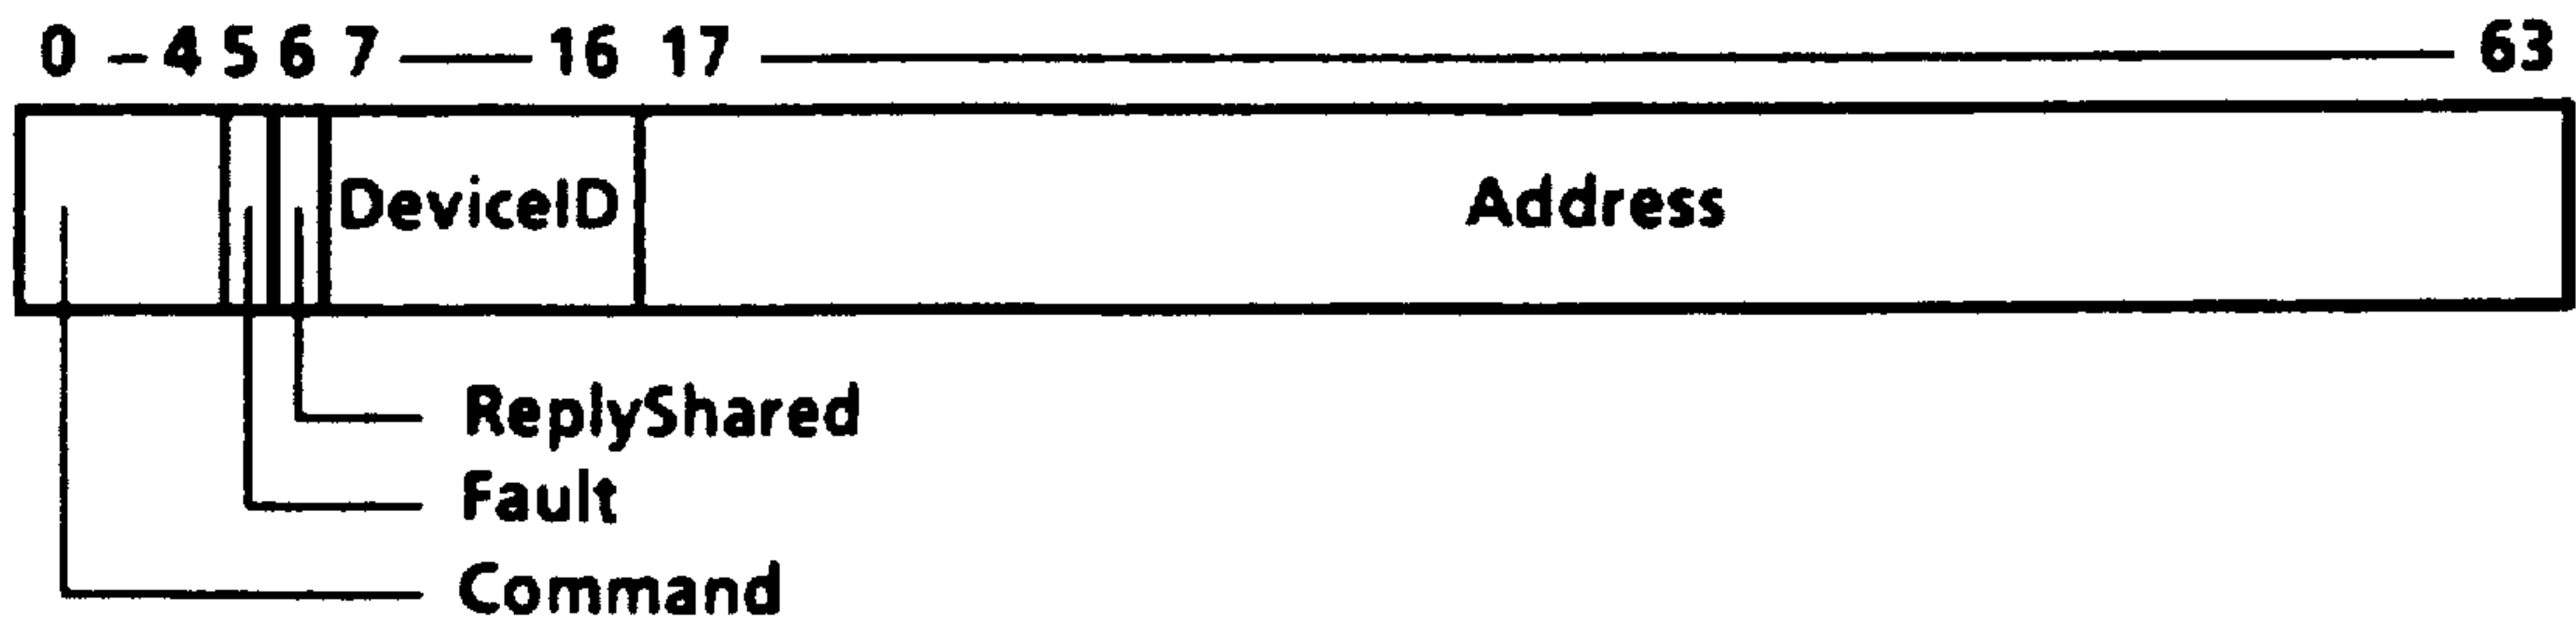 0 – 4 5 6 7 —— 16 17 —— 63
DeviceID Address
ReplyShared
Fault
Command